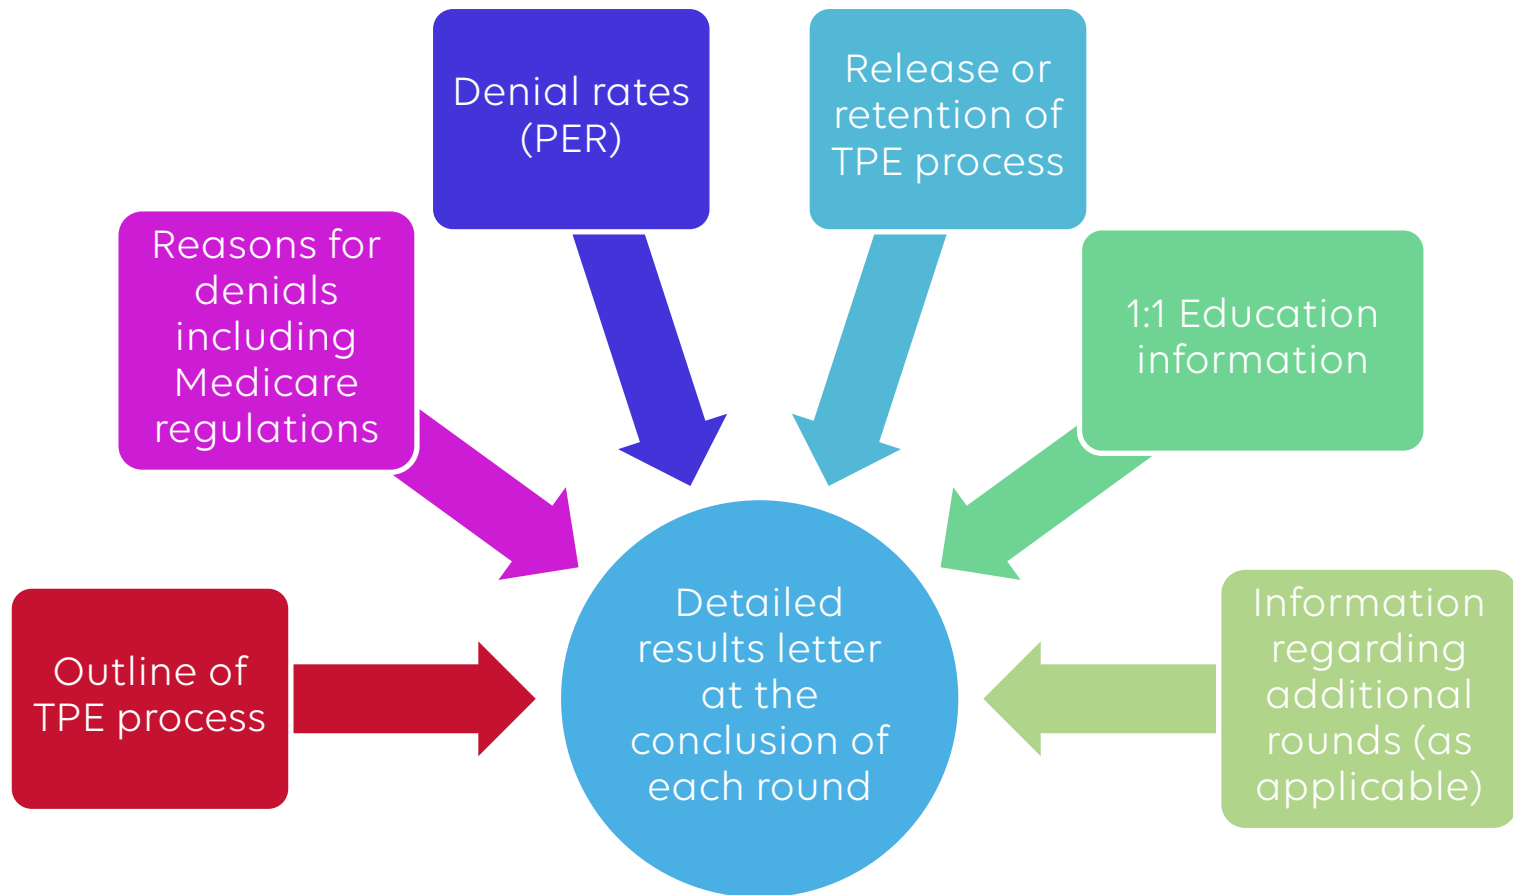 Denial rates
(PER)
Release or
retention of
TPE process
Reasons for
denials
including
Medicare
regulations
1:1 Education
information
Outline of
TPE process
Detailed
results letter
at the
conclusion of
each round
Information
regarding
additional
rounds (as
applicable)